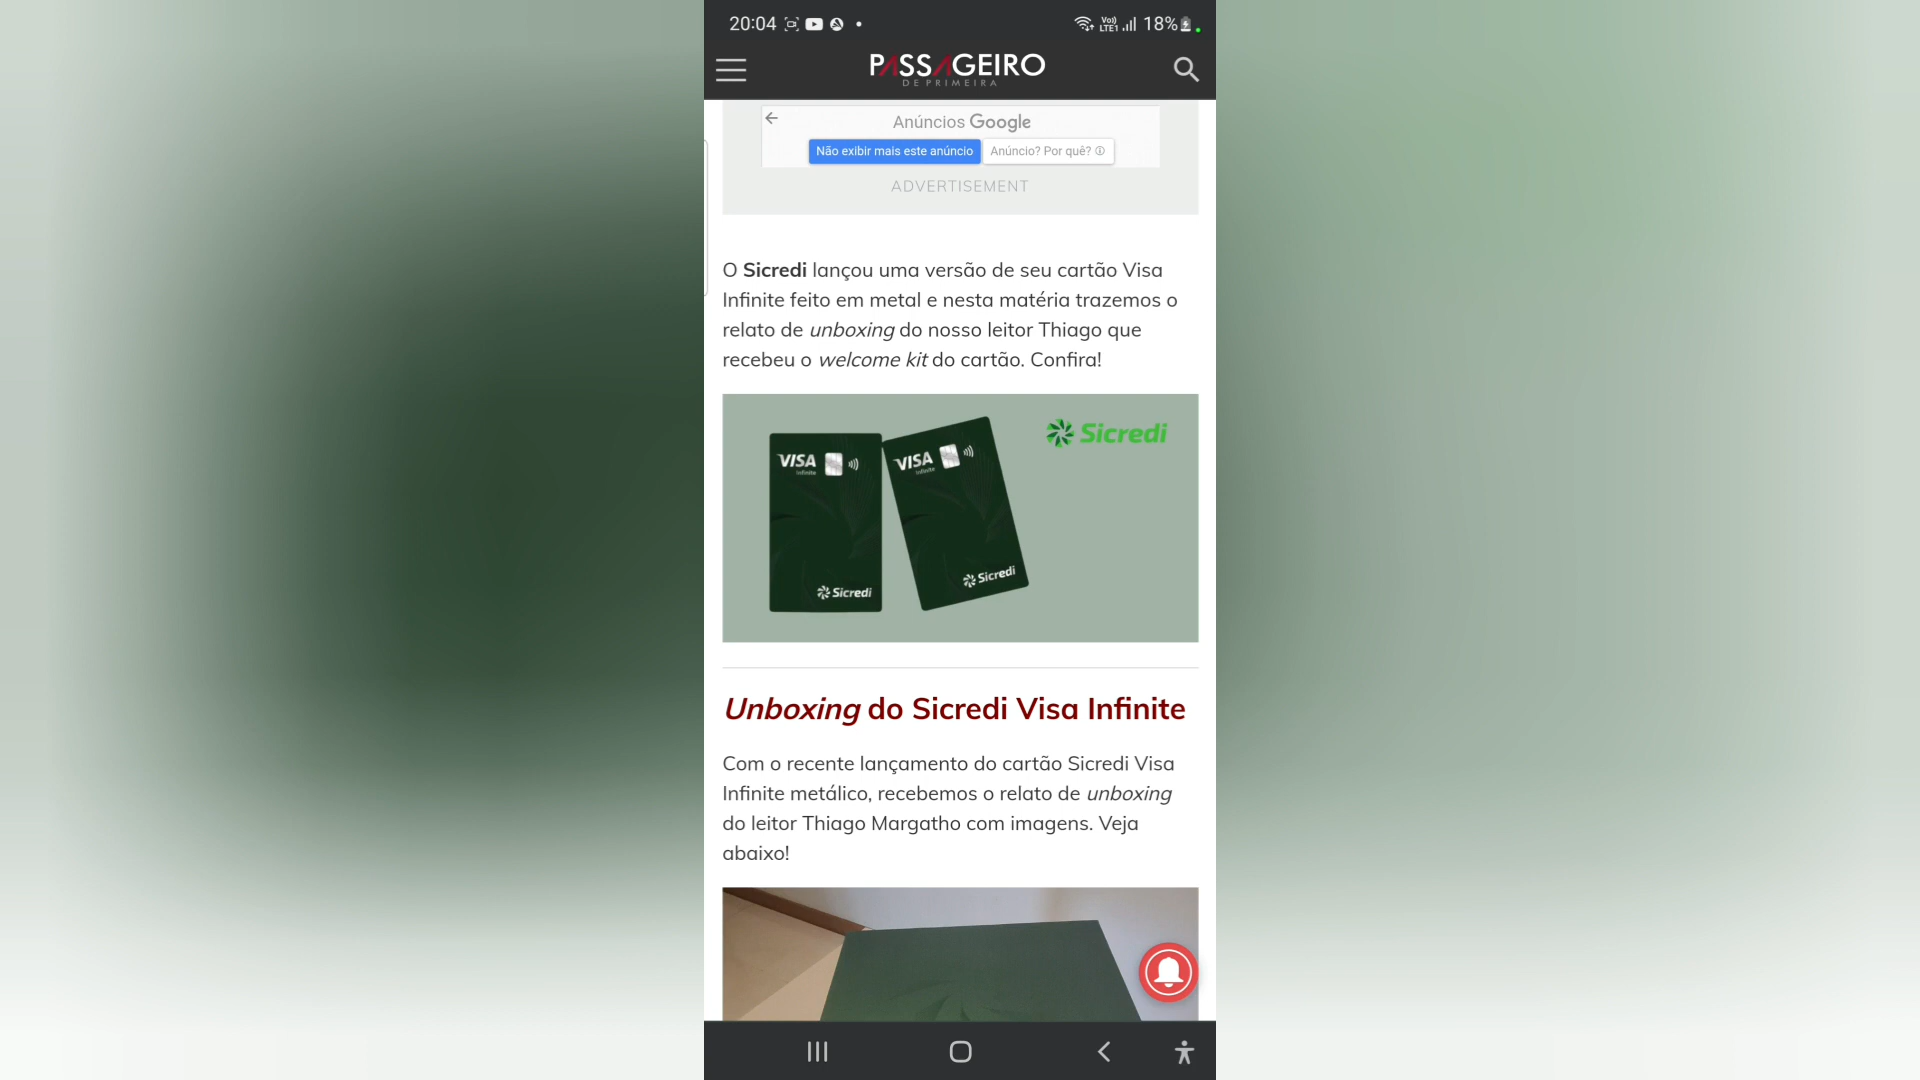 20:04
VoI) LTE1 18%
PASSAGEIRO
DE PRIMEIRA
Anúncios Google
Não exibir mais este anúncio Anúncio? Por quê?
ADVERTISEMENT
O Sicredi lançou uma versão de seu cartão Visa
Infinite feito em metal e nesta matéria trazemos o
relato de unboxing do nosso leitor Thiago que
recebeu o welcome kit do cartão. Confira!
Sicredi
VISA
Infinite
Sicredi
VISA
Infinite
Sicredi
Unboxing do Sicredi Visa Infinite
Com o recente lançamento do cartão Sicredi Visa
Infinite metálico, recebemos o relato de unboxing
do leitor Thiago Margatho com imagens. Veja
abaixo!